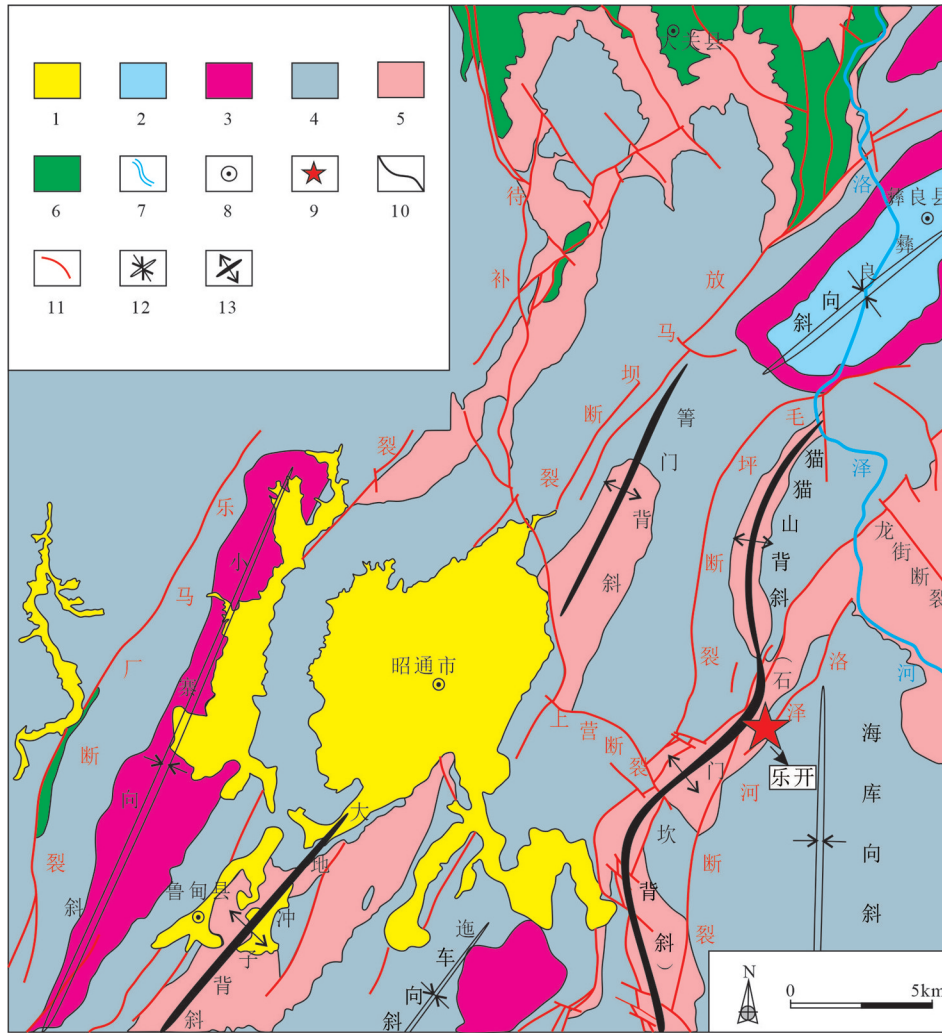 1 2 3 4 5
6 7 8 9 10
11 12 13
大关县
彝良县
昭通市
鲁甸县
乐开
待补断裂
放马坝断裂
乐马厂断裂
毛坪断裂
龙街断裂
洛泽河断裂
上营断裂
洛泽河
彝良向斜
箐门背斜
猫猫山背斜
(石门坎背斜)
海库向斜
小寨向斜
大地冲子背斜
迤车向斜
N
0 5km